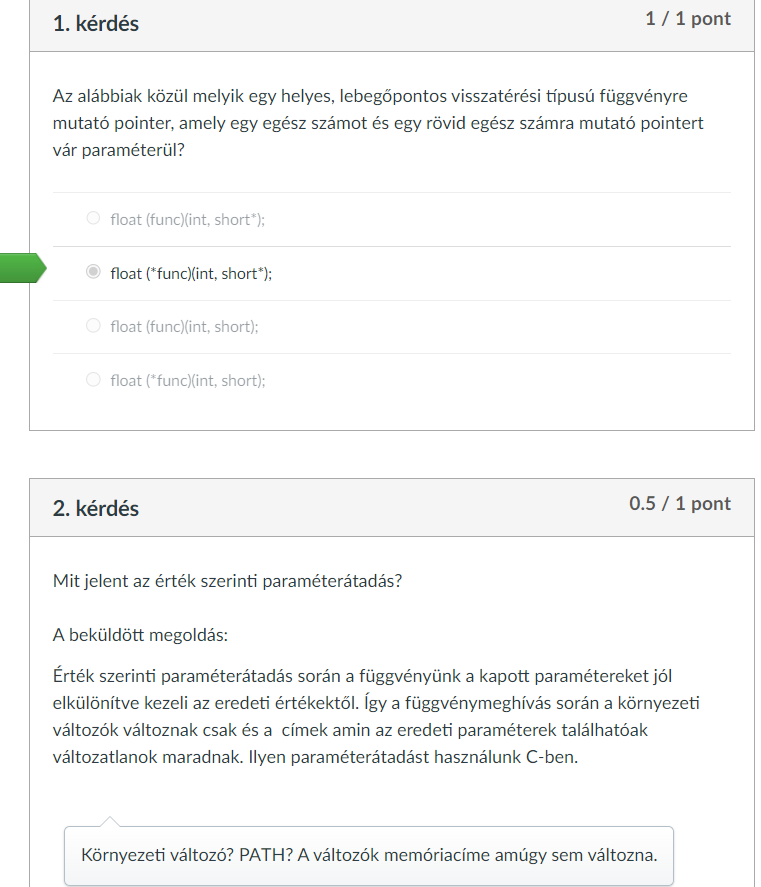 1. kérdés
1 / 1 pont
Az alábbiak közül melyik egy helyes, lebegőpontos visszatérési típusú függvényre
mutató pointer, amely egy egész számot és egy rövid egész számra mutató pointert
vár paraméterül?
float (func)(int, short*);
float (*func)(int, short*);
float (func)(int, short);
float (*func)(int, short);
2. kérdés
0.5 / 1 pont
Mit jelent az érték szerinti paraméterátadás?
A beküldött megoldás:
Érték szerinti paraméterátadás során a függvényünk a kapott paramétereket jól
elkülönítve kezeli az eredeti értékektől. Így a függvénymeghívás során a környezeti
változók változnak csak és a  címek amin az eredeti paraméterek találhatóak
változatlanok maradnak. Ilyen paraméterátadást használunk C-ben.
Környezeti változó? PATH? A változók memóriacíme amúgy sem változna.